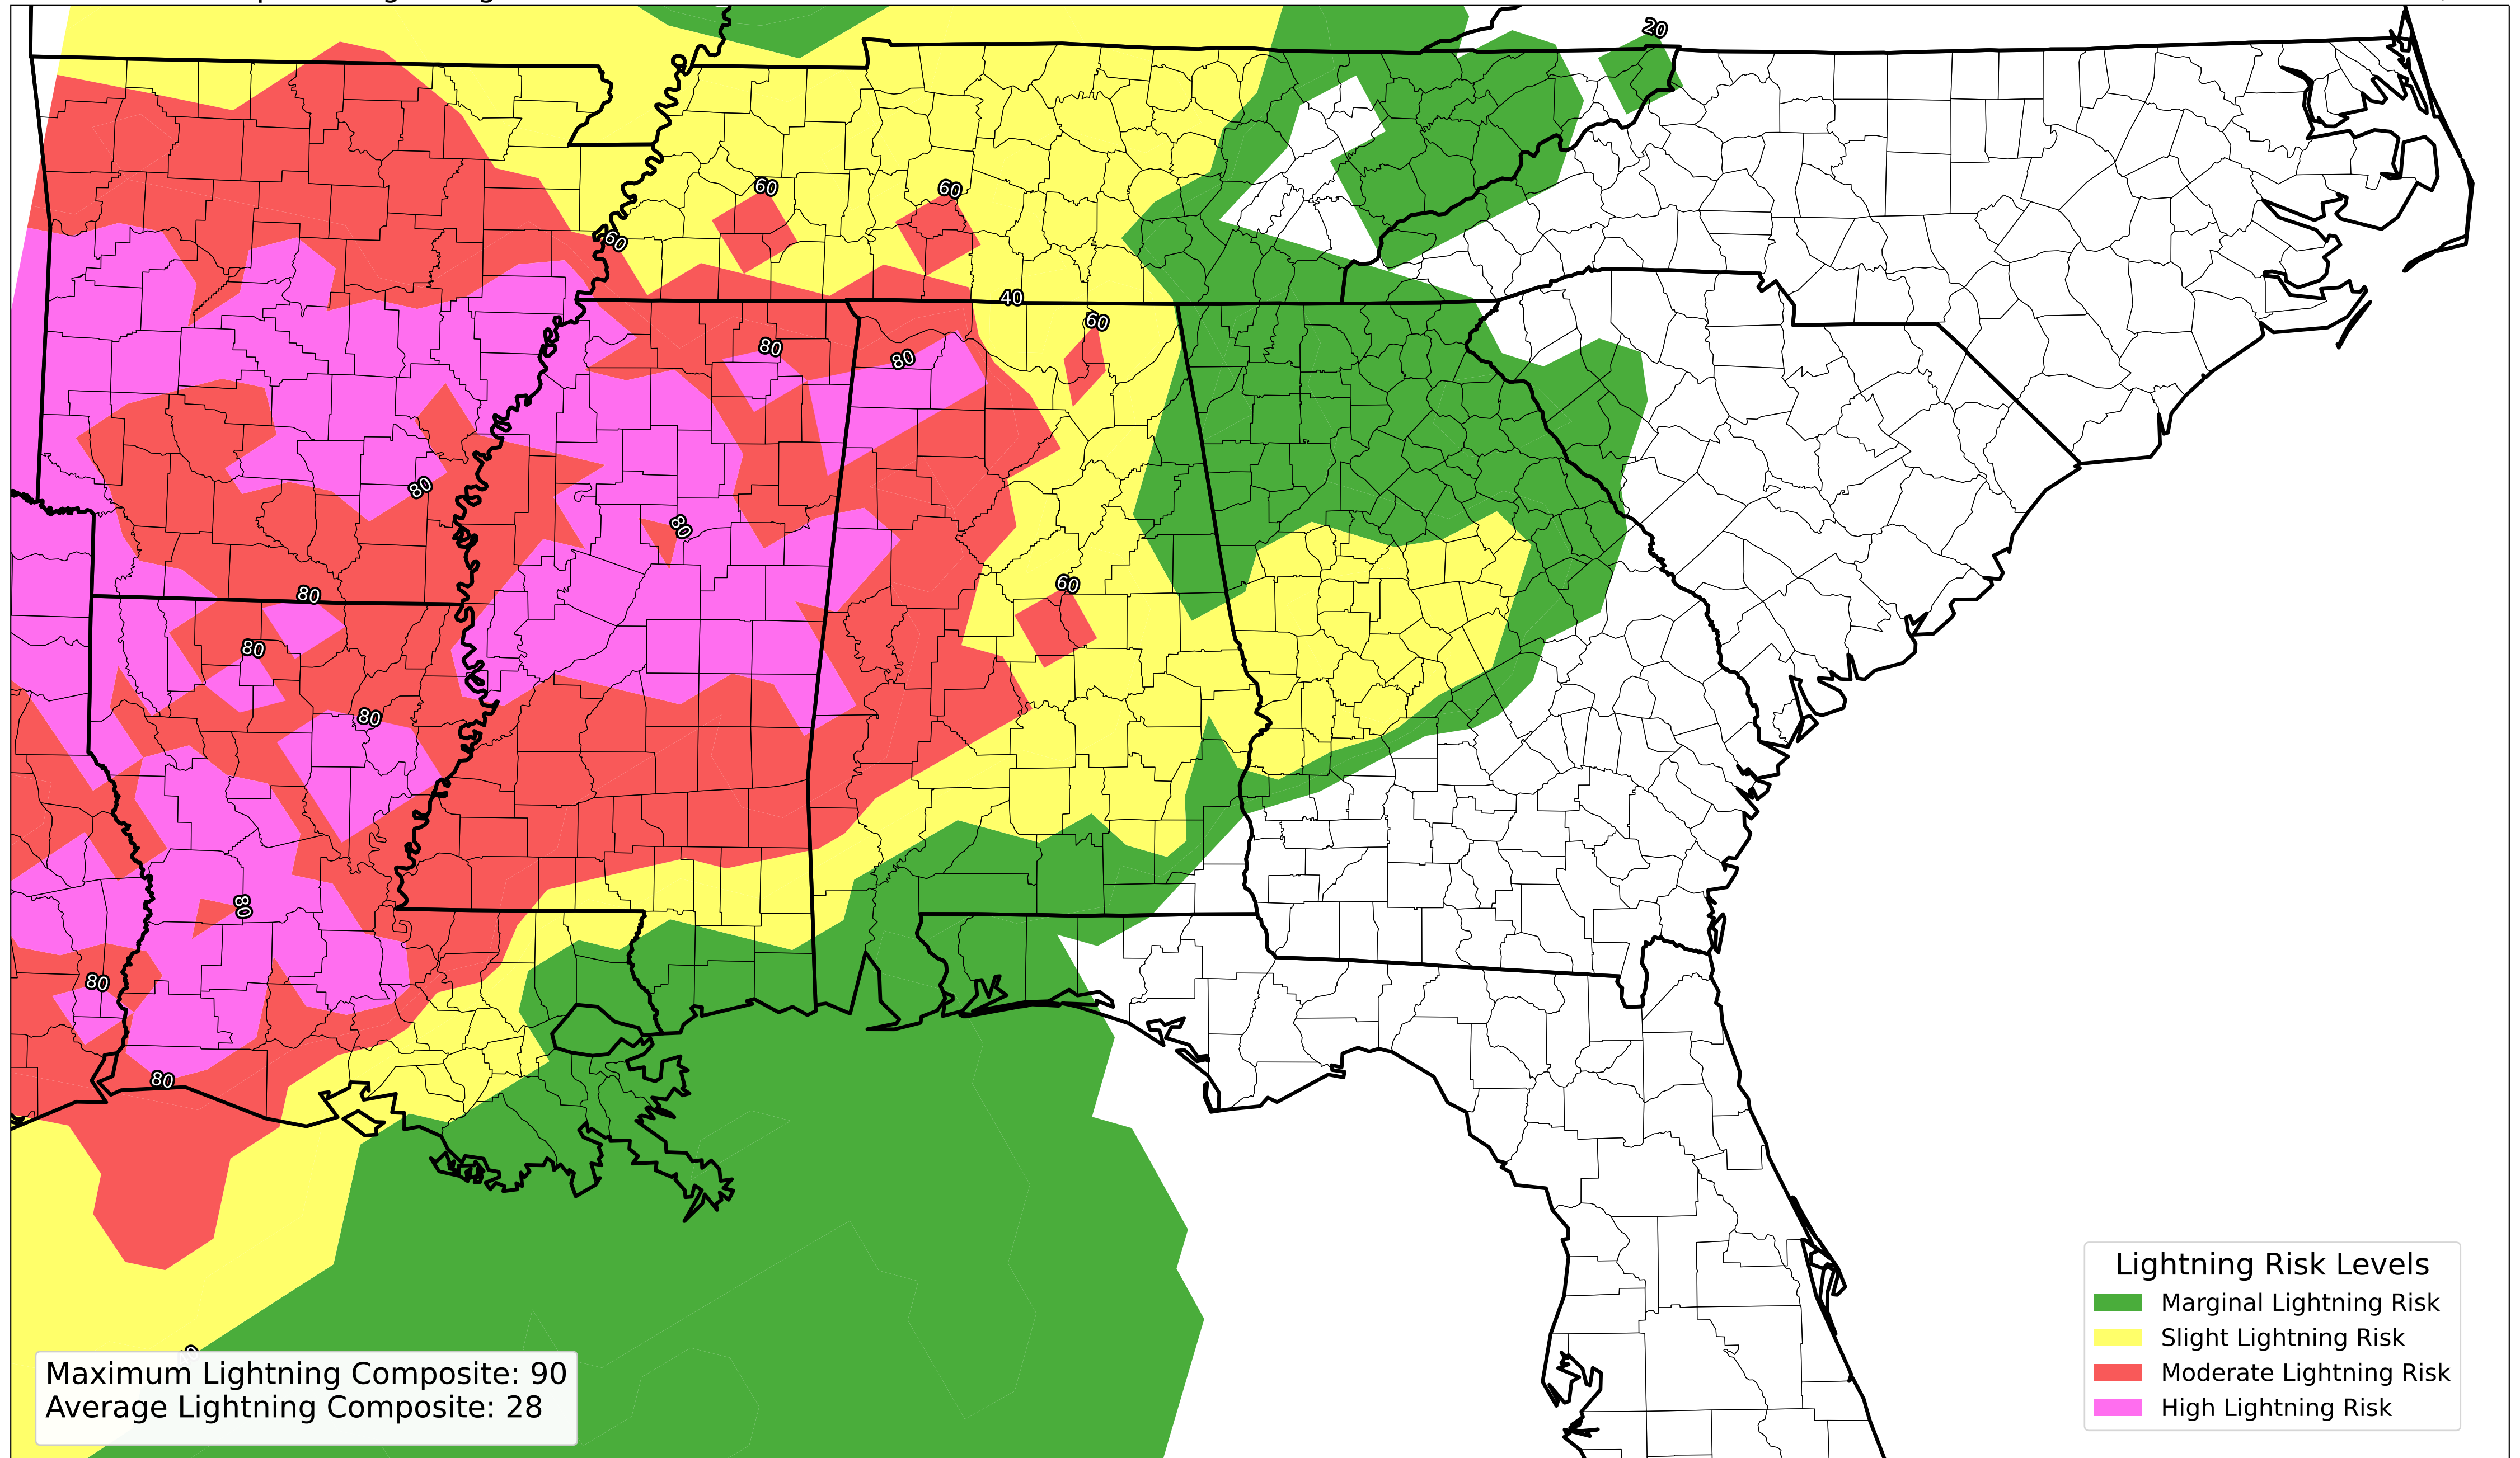 20
60
60
60
40
60
80
80
80
80
60
80
80
80
80
80
80
Lightning Risk Levels
Marginal Lightning Risk
Slight Lightning Risk
Moderate Lightning Risk
High Lightning Risk
Maximum Lightning Composite: 90
Average Lightning Composite: 28